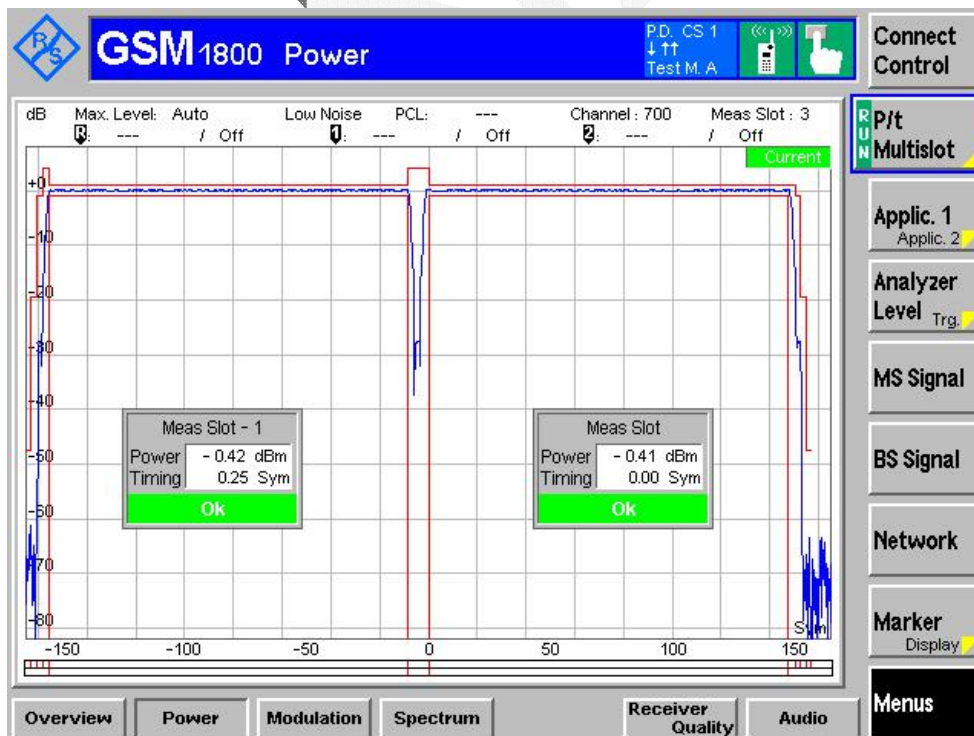 R/S
GSM 1800 Power
P.D. CS 1
Test M. A
Connect
Control
dB Max. Level: Auto Low Noise PCL: --- Channel : 700 Meas Slot : 3
R: --- / Off 1: --- / Off 2: --- / Off
RUN
P/t
Multislot
Current
+0
-10
-20
-30
-40
-50
-60
-70
-80
Applic. 1
Applic. 2
Analyzer
Level Trg.
MS Signal
BS Signal
Network
Marker
Display
Menus
Meas Slot - 1
Power - 0.42 dBm
Timing 0.25 Sym
Ok
Meas Slot
Power - 0.41 dBm
Timing 0.00 Sym
Ok
Sym
-150 -100 -50 0 50 100 150
Overview Power Modulation Spectrum Receiver Quality Audio